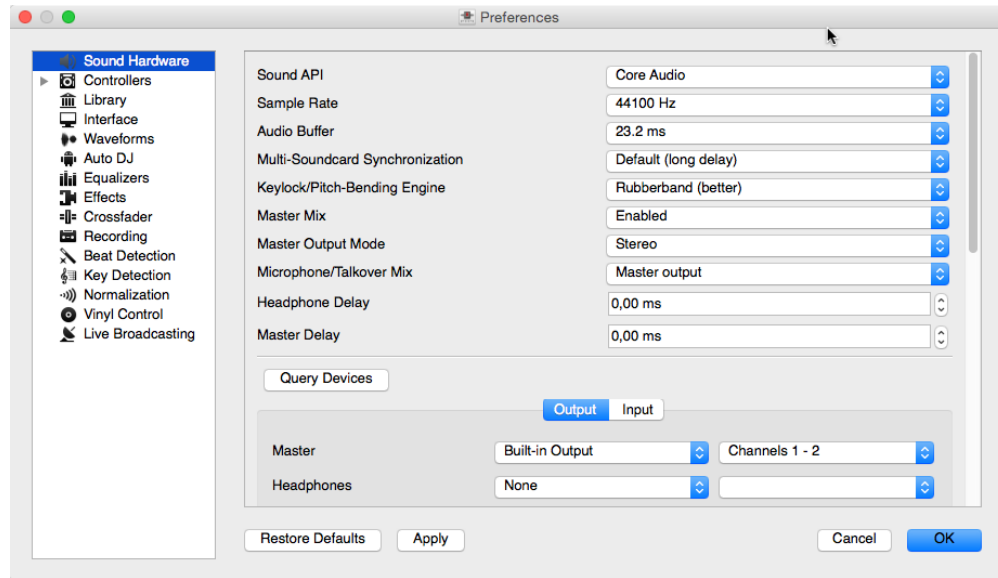 Preferences
Sound Hardware
Controllers
Library
Interface
Waveforms
Auto DJ
Equalizers
Effects
Crossfader
Recording
Beat Detection
Key Detection
Normalization
Vinyl Control
Live Broadcasting
Sound API Core Audio
Sample Rate 44100 Hz
Audio Buffer 23.2 ms
Multi-Soundcard Synchronization Default (long delay)
Keylock/Pitch-Bending Engine Rubberband (better)
Master Mix Enabled
Master Output Mode Stereo
Microphone/Talkover Mix Master output
Headphone Delay 0,00 ms
Master Delay 0,00 ms
Query Devices
Output Input
Master Built-in Output Channels 1 - 2
Headphones None
Restore Defaults Apply Cancel OK